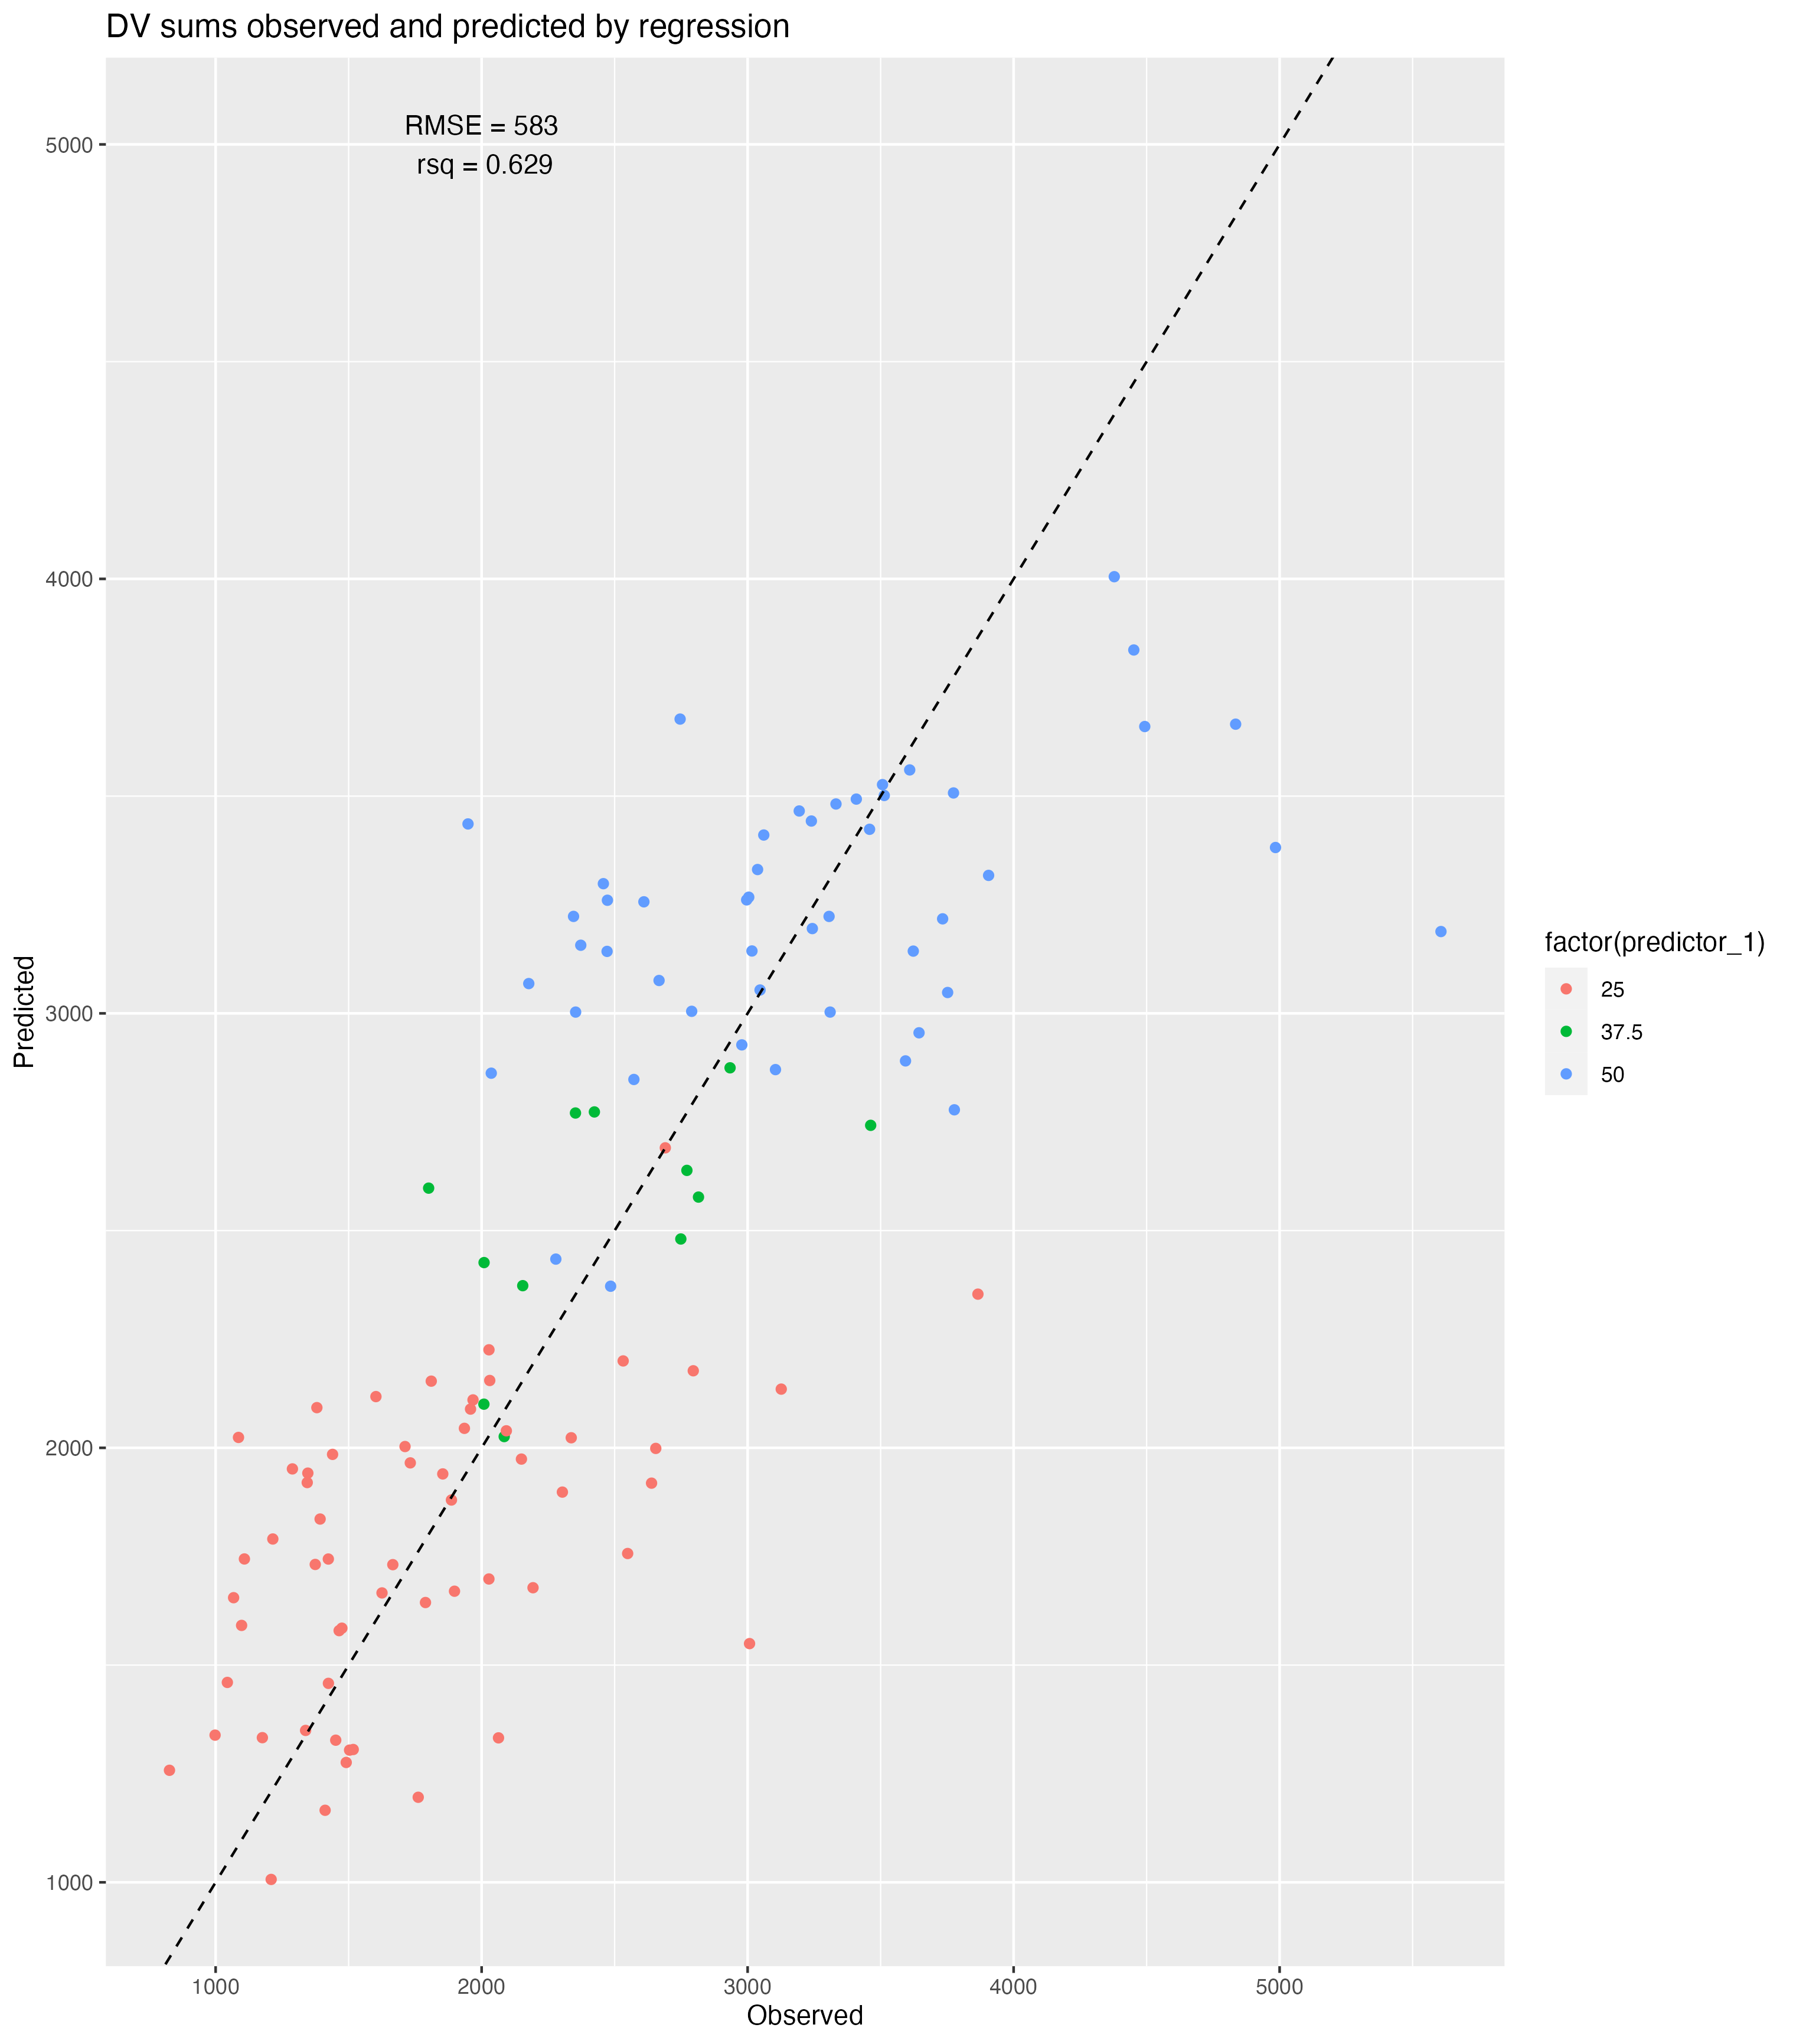 DV sums observed and predicted by regression
RMSE = 583
rsq = 0.629
5000
4000
3000
2000
1000
Predicted
1000 2000 3000 4000 5000
Observed
factor(predictor_1)
25
37.5
50